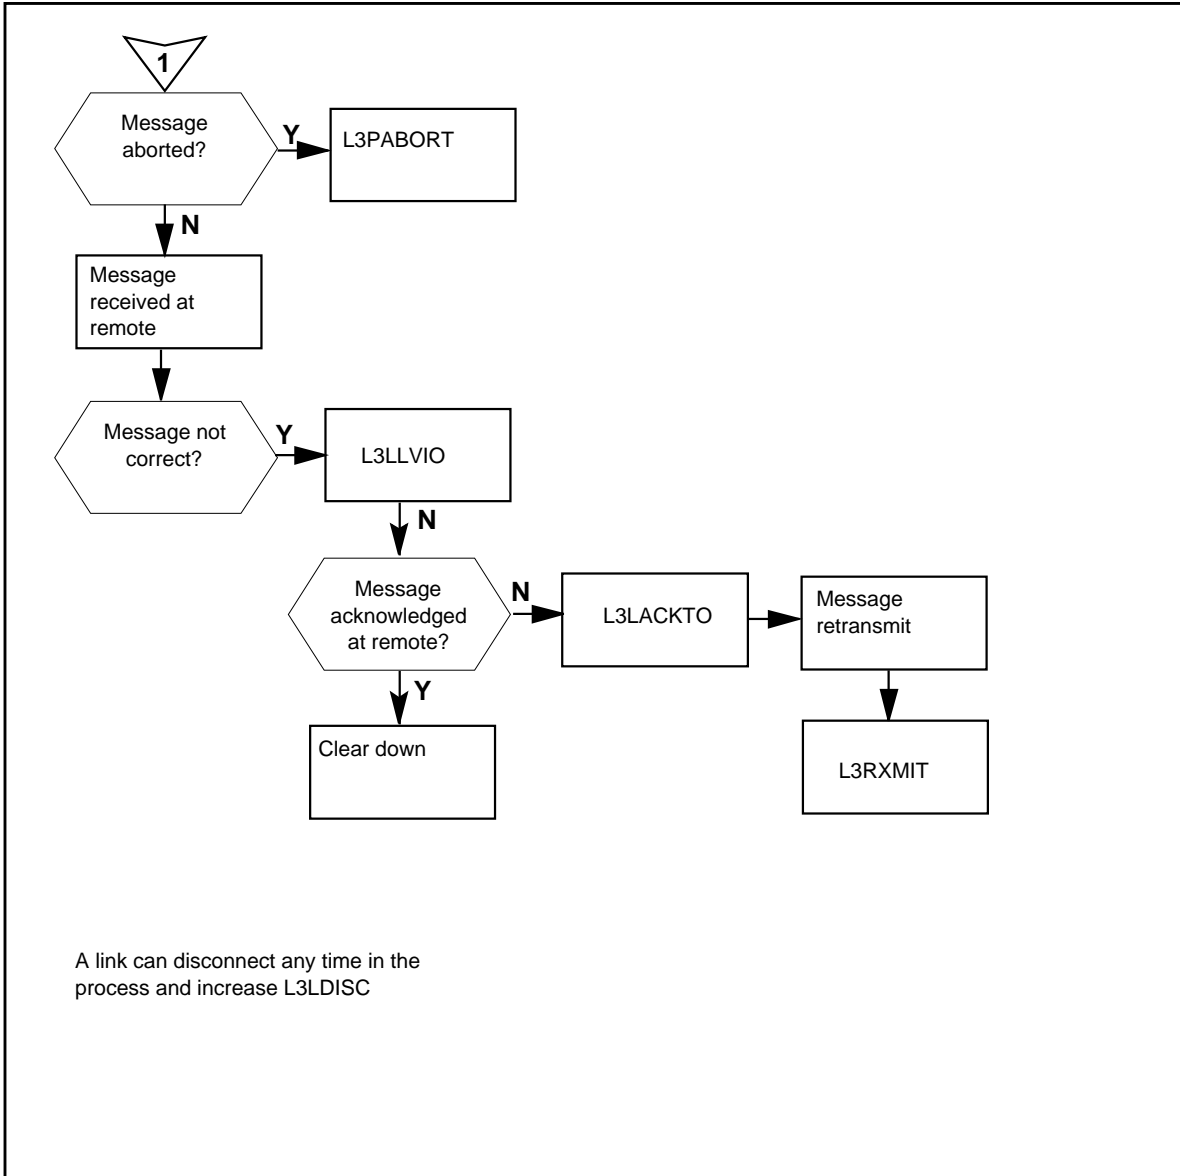 1
Message
aborted?
Y
L3PABORT
N
Message
received at
remote
Message not
correct?
Y
L3LLVIO
N
Message
acknowledged
at remote?
N
L3LACKTO
Message
retransmit
Y
Clear down
L3RXMIT
A link can disconnect any time in the
process and increase L3LDISC